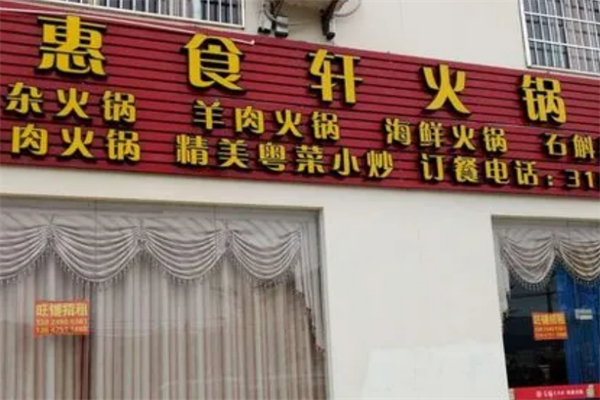 惠食轩火锅
杂火锅 羊肉火锅 海鲜火锅 石斛
肉火锅 精美粤菜小炒 订餐电话:31
旺铺招租
旺铺招租